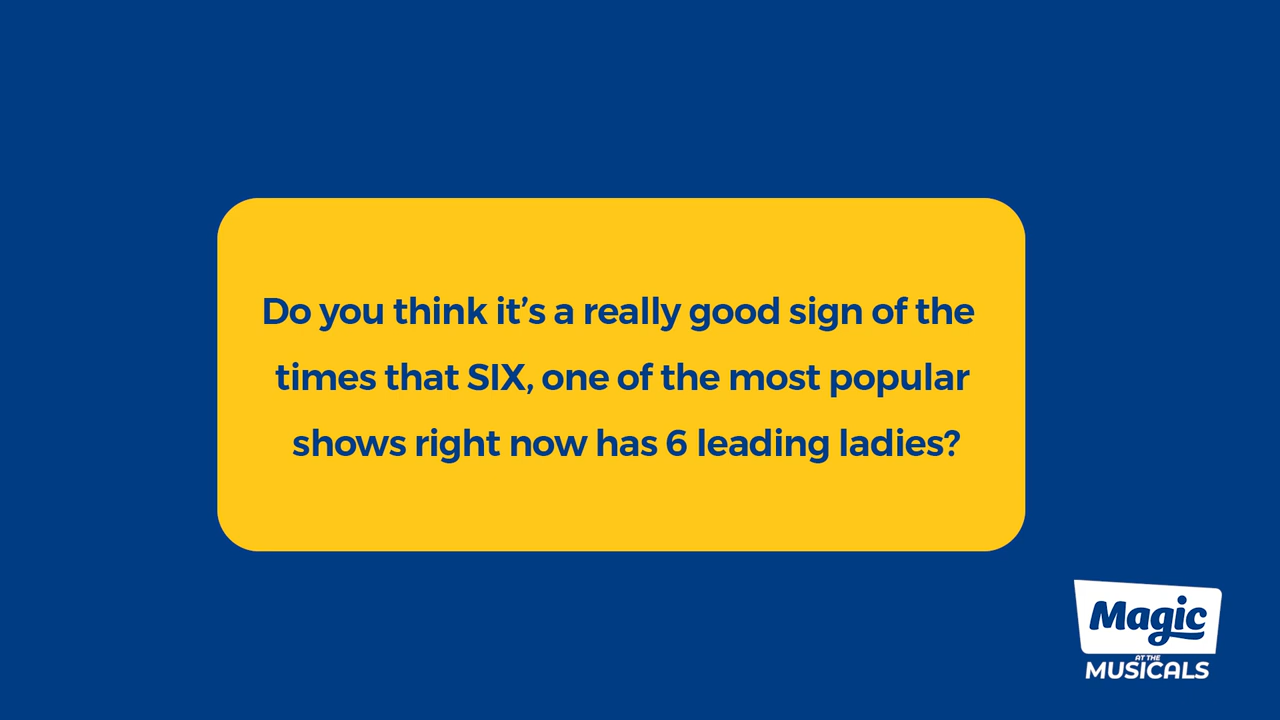 Do you think it’s a really good sign of the
times that SIX, one of the most popular
shows right now has 6 leading ladies?
Magic
AT THE
MUSICALS